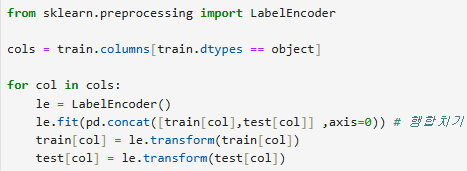 from sklearn.preprocessing import LabelEncoder
cols = train.columns[train.dtypes == object]
for col in cols:
le = LabelEncoder()
le.fit(pd.concat([train[col],test[col]] ,axis=0)) # 행합치기
train[col] = le.transform(train[col])
test[col] = le.transform(test[col])